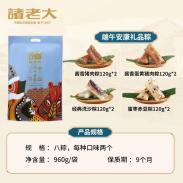 諸老大
端午安康礼品粽
酱香猪肉粽120g*2
酱香蛋黄猪肉粽120g*2
经典洗沙粽120g*2
蜜枣赤豆粽120g*2
产品规格
规 格：八粽，每种口味两个
净 重：960g/袋
保质期：9个月